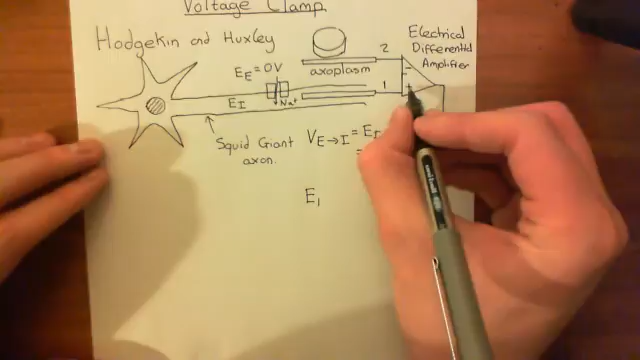 Voltage Clamp
Hodgekin and Huxley
Electrical
Differential
Amplifier
2
E_E = 0V
axoplasm
-
+
1
E_I
Na+
Squid Giant
axon.
V_E→I = E_I
=
E_1